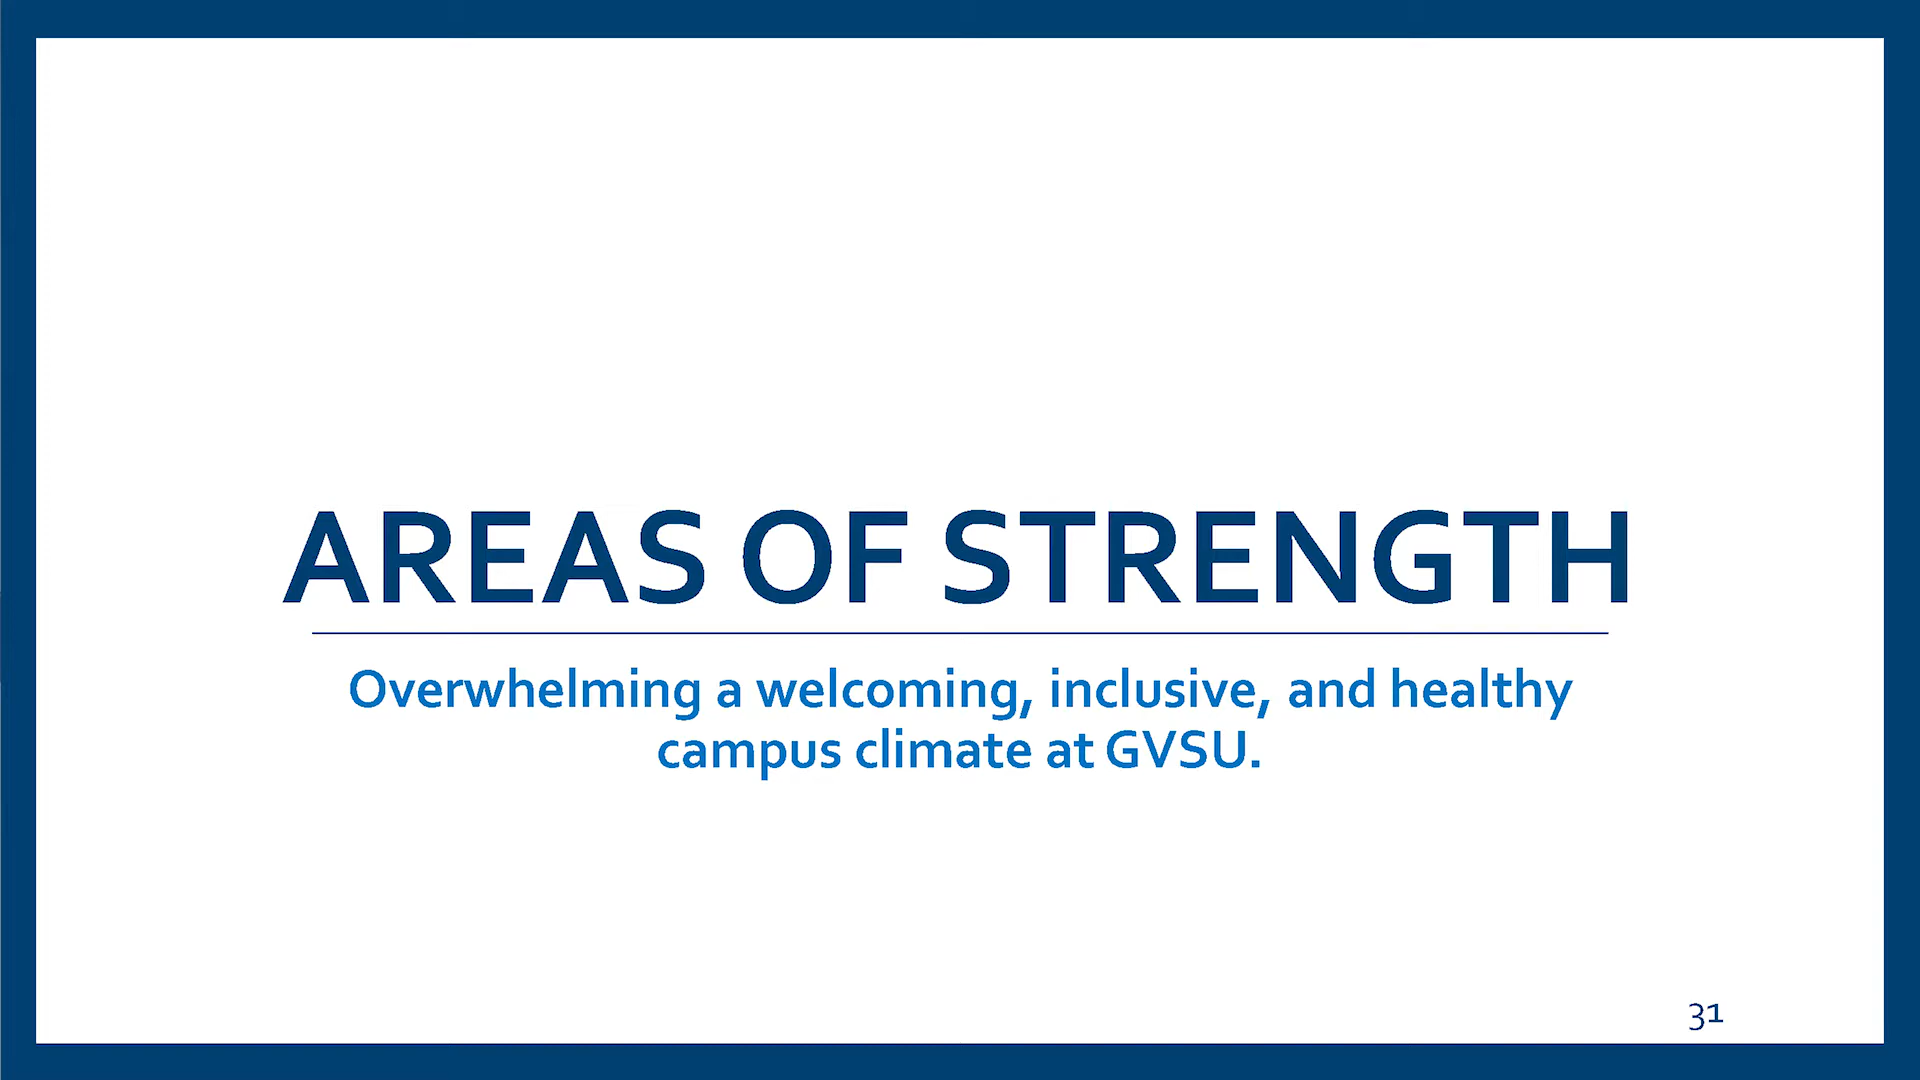 AREAS OF STRENGTH
Overwhelming a welcoming, inclusive, and healthy
campus climate at GVSU.
31